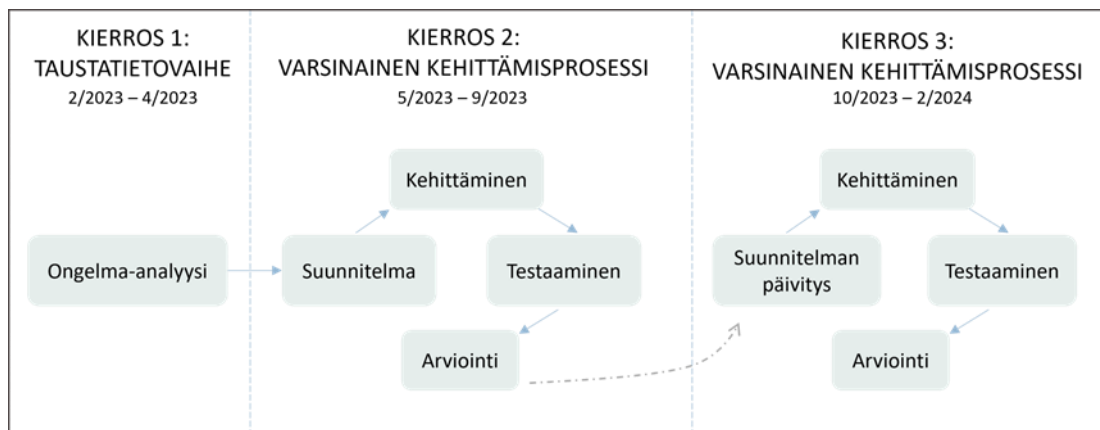 KIERROS 1:
TAUSTATIETOVAIHE
2/2023 – 4/2023
Ongelma-analyysi
KIERROS 2:
VARSINAINEN KEHITTÄMISPROSESSI
5/2023 – 9/2023
Kehittäminen
Suunnitelma
Testaaminen
Arviointi
KIERROS 3:
VARSINAINEN KEHITTÄMISPROSESSI
10/2023 – 2/2024
Kehittäminen
Suunnitelman
päivitys
Testaaminen
Arviointi